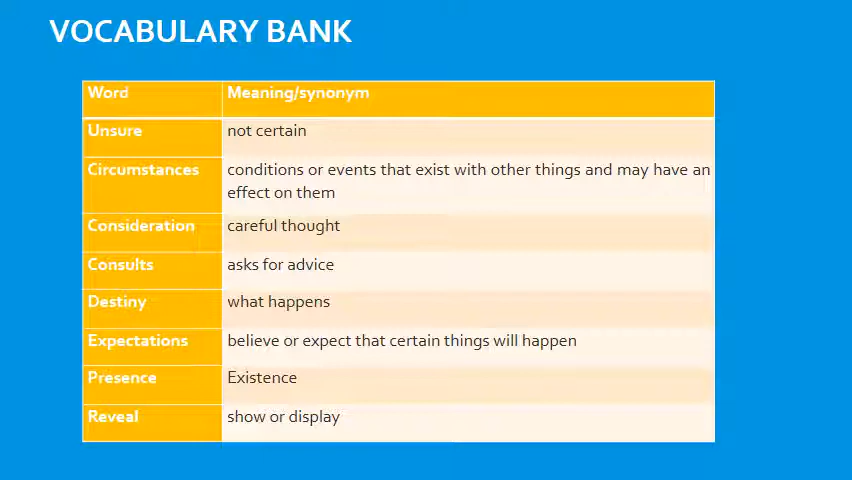 VOCABULARY BANK
Word Meaning/synonym
Unsure not certain
Circumstances conditions or events that exist with other things and may have an
effect on them
Consideration careful thought
Consults asks for advice
Destiny what happens
Expectations believe or expect that certain things will happen
Presence Existence
Reveal show or display